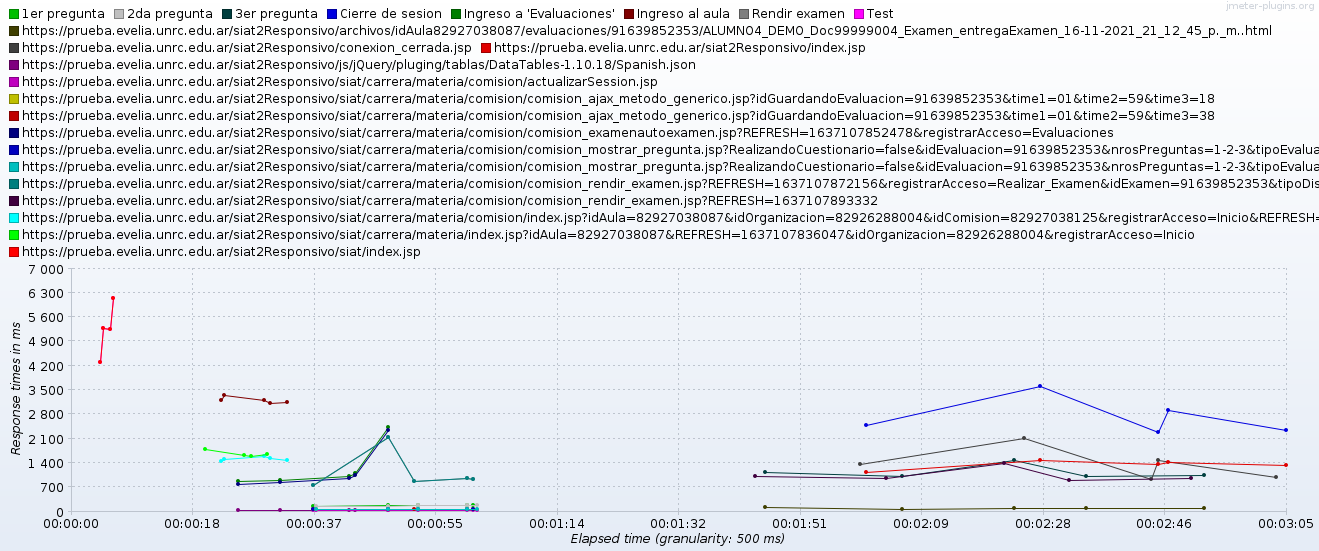 jmeter-plugins.org
1er pregunta 2da pregunta 3er pregunta Cierre de sesion Ingreso a 'Evaluaciones' Ingreso al aula Rendir examen Test
https://prueba.evelia.unrc.edu.ar/siat2Responsivo/archivos/idAula82927038087/evaluaciones/91639852353/ALUMNO4_DEMO_Doc99999004_Examen_entregaExamen_16-11-2021_21_12_45_p._m..html
https://prueba.evelia.unrc.edu.ar/siat2Responsivo/conexion_cerrada.jsp https://prueba.evelia.unrc.edu.ar/siat2Responsivo/index.jsp
https://prueba.evelia.unrc.edu.ar/siat2Responsivo/js/jQuery/pluging/tablas/DataTables-1.10.18/Spanish.json
https://prueba.evelia.unrc.edu.ar/siat2Responsivo/siat/carrera/materia/comision/actualizarSession.jsp
https://prueba.evelia.unrc.edu.ar/siat2Responsivo/siat/carrera/materia/comision/comision_ajax_metodo_generico.jsp?idGuardandoEvaluacion=91639852353&time1=01&time2=59&time3=18
https://prueba.evelia.unrc.edu.ar/siat2Responsivo/siat/carrera/materia/comision/comision_ajax_metodo_generico.jsp?idGuardandoEvaluacion=91639852353&time1=01&time2=59&time3=38
https://prueba.evelia.unrc.edu.ar/siat2Responsivo/siat/carrera/materia/comision/comision_examenautoexamen.jsp?REFRESH=1637107852478&registrarAcceso=Evaluaciones
https://prueba.evelia.unrc.edu.ar/siat2Responsivo/siat/carrera/materia/comision/comision_mostrar_pregunta.jsp?RealizandoCuestionario=false&idEvaluacion=91639852353&nrosPreguntas=1-2-3&tipoEvalua
https://prueba.evelia.unrc.edu.ar/siat2Responsivo/siat/carrera/materia/comision/comision_mostrar_pregunta.jsp?RealizandoCuestionario=false&idEvaluacion=91639852353&nrosPreguntas=1-2-3&tipoEvalua
https://prueba.evelia.unrc.edu.ar/siat2Responsivo/siat/carrera/materia/comision/comision_rendir_examen.jsp?REFRESH=1637107872156&registrarAcceso=Realizar_Examen&idExamen=91639852353&tipoDis
https://prueba.evelia.unrc.edu.ar/siat2Responsivo/siat/carrera/materia/comision/comision_rendir_examen.jsp?REFRESH=1637107893332
https://prueba.evelia.unrc.edu.ar/siat2Responsivo/siat/carrera/materia/comision/index.jsp?idAula=82927038087&idOrganizacion=82926288004&idComision=82927038125&registrarAcceso=Inicio&REFRESH=
https://prueba.evelia.unrc.edu.ar/siat2Responsivo/siat/carrera/materia/index.jsp?idAula=82927038087&REFRESH=1637107836047&idOrganizacion=82926288004&registrarAcceso=Inicio
https://prueba.evelia.unrc.edu.ar/siat2Responsivo/siat/index.jsp
Response times in ms
7 000
6 300
5 600
4 900
4 200
3 500
2 800
2 100
1 400
700
0
00:00:00 00:00:18 00:00:37 00:00:55 00:01:14 00:01:32 00:01:51 00:02:09 00:02:28 00:02:46 00:03:05
Elapsed time (granularity: 500 ms)